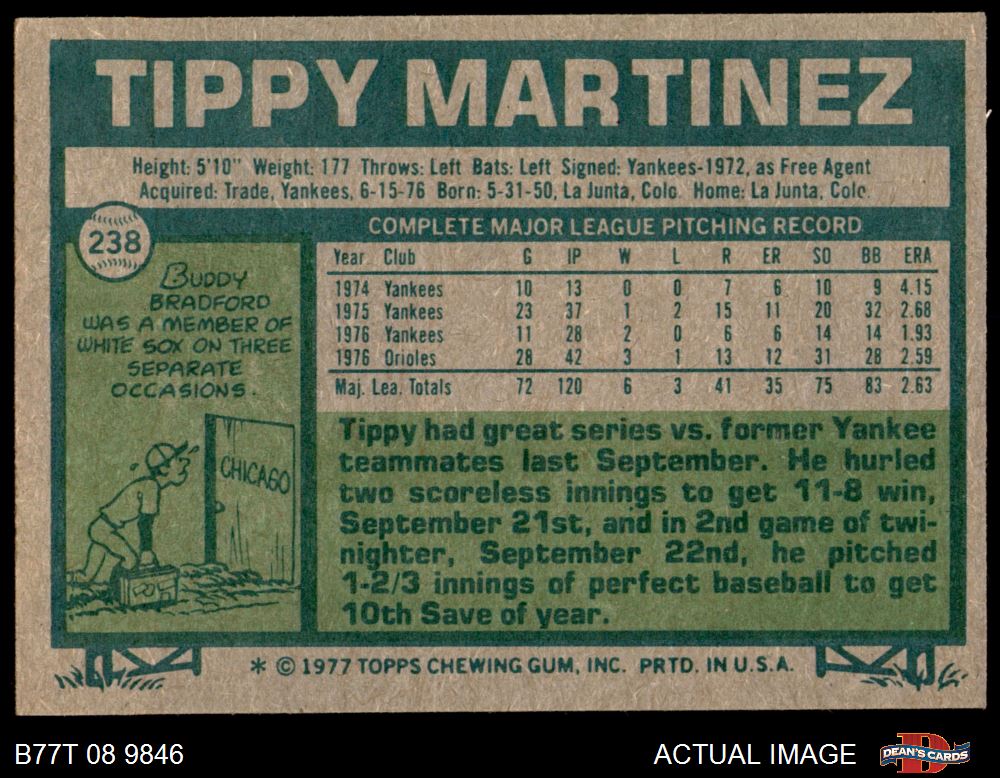 TIPPY MARTINEZ
Height: 5'10" Weight: 177 Throws: Left Bats: Left Signed: Yankees-1972, as Free Agent
Acquired: Trade, Yankees, 6-15-76 Born: 5-31-50, La Junta, Colo. Home: La Junta, Colo.
238
BUDDY
BRADFORD
WAS A MEMBER OF
WHITE SOX ON THREE
SEPARATE
OCCASIONS.
CHICAGO
COMPLETE MAJOR LEAGUE PITCHING RECORD
Year Club G IP W L R ER SO BB ERA
1974 Yankees 10 13 0 0 7 6 10 9 4.15
1975 Yankees 23 37 1 2 15 11 20 32 2.68
1976 Yankees 11 28 2 0 6 6 14 14 1.93
1976 Orioles 28 42 3 1 13 12 31 28 2.59
Maj. Lea. Totals 72 120 6 3 41 35 75 83 2.63
Tippy had great series vs. former Yankee
teammates last September. He hurled
two scoreless innings to get 11-8 win,
September 21st, and in 2nd game of twi-
nighter, September 22nd, he pitched
1-2/3 innings of perfect baseball to get
10th Save of year.
* © 1977 TOPPS CHEWING GUM, INC. PRTD. IN U.S.A.
B77T 08 9846
ACTUAL IMAGE
DEAN'S CARDS